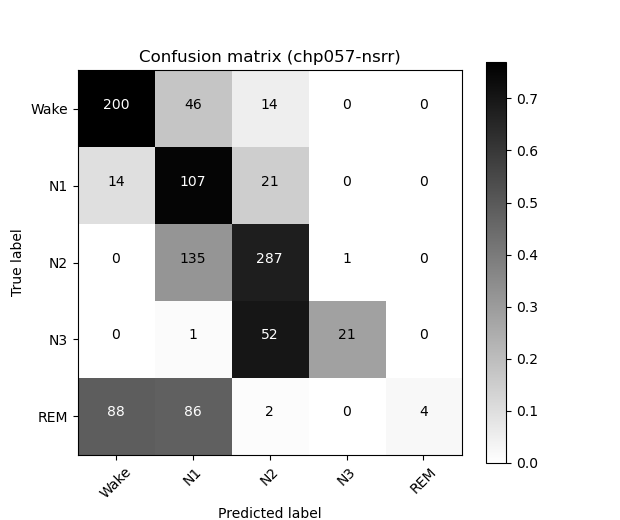 Confusion matrix (chp057-nsrr)
Wake 200 46 14 0 0
N1 14 107 21 0 0
N2 0 135 287 1 0
N3 0 1 52 21 0
REM 88 86 2 0 4
Wake N1 N2 N3 REM
Predicted label
True label
0.7
0.6
0.5
0.4
0.3
0.2
0.1
0.0